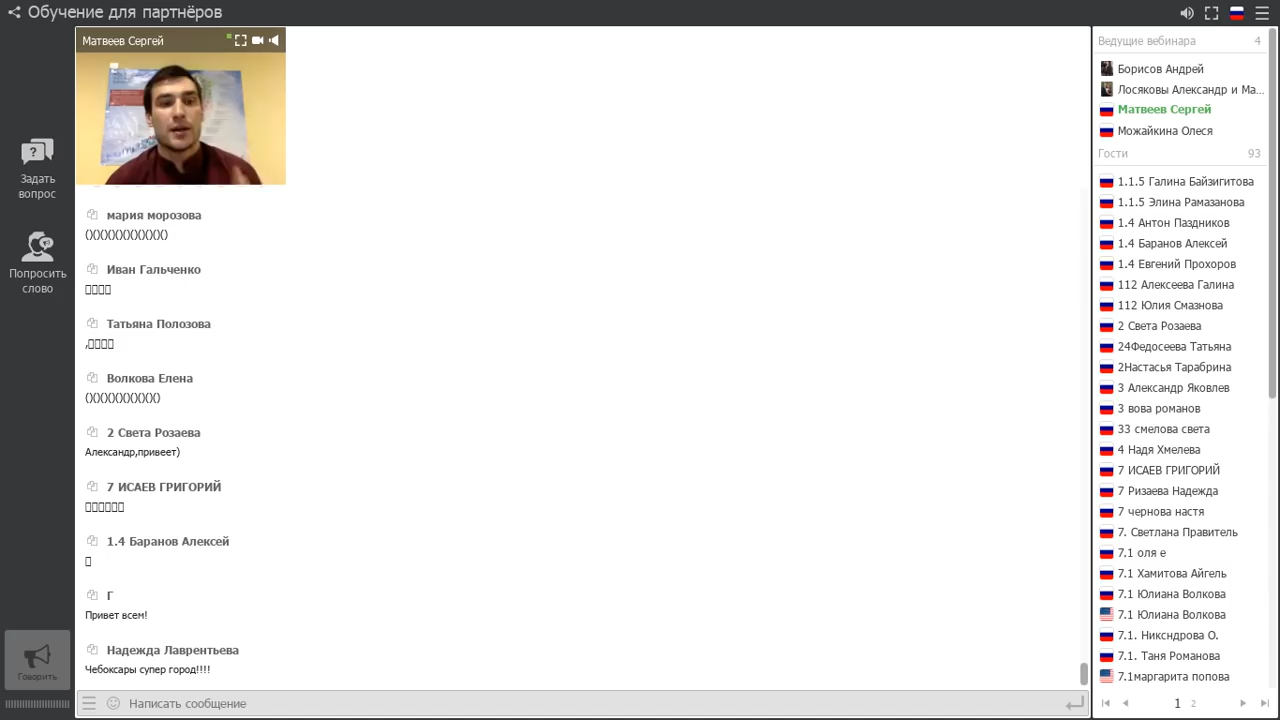 Обучение для партнёров
Матвеев Сергей
Задать
вопрос
Попросить
слово
Говорить
мария морозова
()()()()()()()()()()()
Иван Гальченко
Татьяна Полозова
,
Волкова Елена
()()()()()()()()()()
2 Света Розаева
Александр,привеет)
7 ИСАЕВ ГРИГОРИЙ
1.4 Баранов Алексей
Г
Привет всем!
Надежда Лаврентьева
Чебоксары супер город!!!!
Написать сообщение
Ведущие вебинара 4
Борисов Андрей
Лосяковы Александр и Ма...
Матвеев Сергей
Можайкина Олеся
Гости 93
1.1.5 Галина Байзигитова
1.1.5 Элина Рамазанова
1.4 Антон Паздников
1.4 Баранов Алексей
1.4 Евгений Прохоров
112 Алексеева Галина
112 Юлия Смазнова
2 Света Розаева
24Федосеева Татьяна
2Настасья Тарабрина
3 Александр Яковлев
3 вова романов
33 смелова света
4 Надя Хмелева
7 ИСАЕВ ГРИГОРИЙ
7 Ризаева Надежда
7 чернова настя
7. Светлана Правитель
7.1 оля е
7.1 Хамитова Айгель
7.1 Юлиана Волкова
7.1 Юлиана Волкова
7.1. Никсндрова О.
7.1. Таня Романова
7.1маргарита попова
1 2